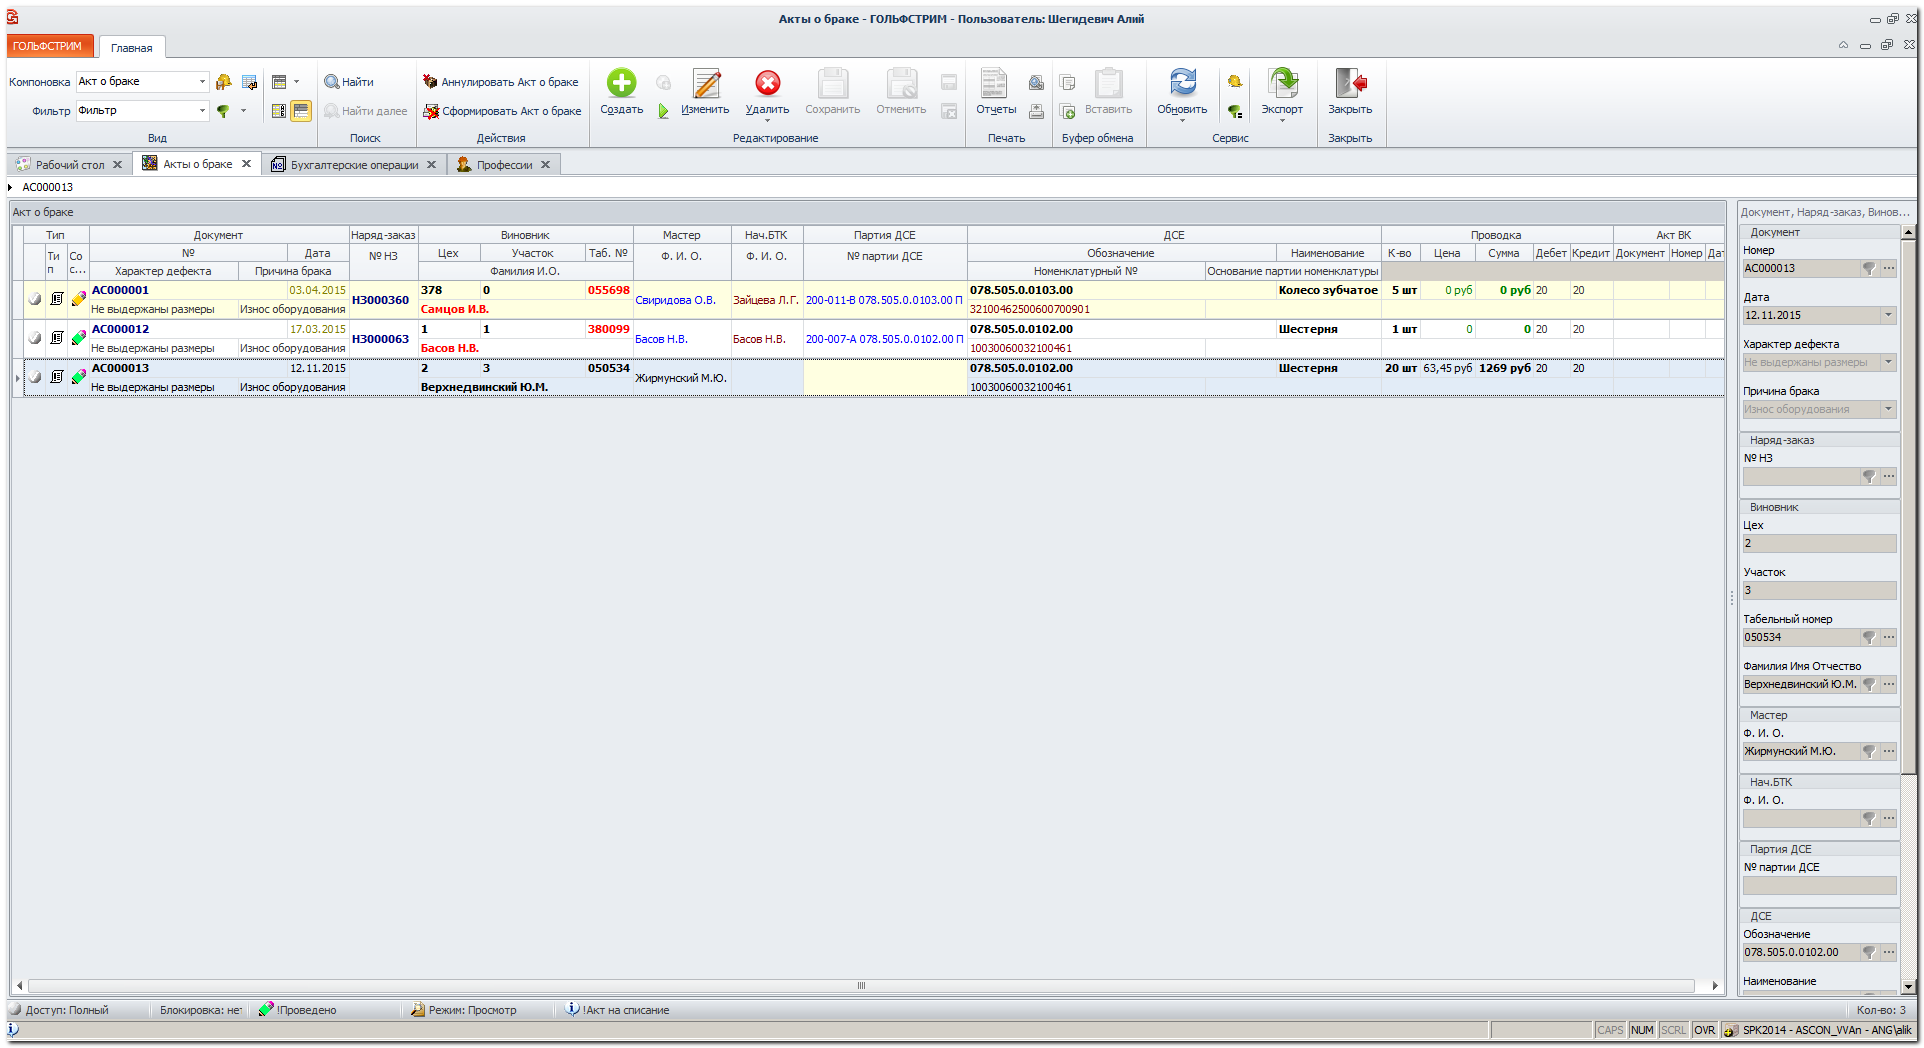 Акты о браке - ГОЛЬФСТРИМ - Пользователь: Шегидевич Алий
ГОЛЬФСТРИМ Главная
Компоновка Акт о браке Найти Аннулировать Акт о браке Создать Изменить Удалить Сохранить Отменить Отчеты Вставить Обновить Экспорт Закрыть
Фильтр Фильтр Найти далее Сформировать Акт о браке
Вид Поиск Действия Редактирование Печать Буфер обмена Сервис Закрыть
Рабочий стол Акты о браке Бухгалтерские операции Профессии
АС000013
Акт о браке
Тип Документ Наряд-заказ Виновник Мастер Нач.БТК Партия ДСЕ ДСЕ Проводка Акт ВК
Ти п Со с... № Дата № НЗ Цех Участок Таб. № Ф. И. О. Ф. И. О. № партии ДСЕ Обозначение Наименование К-во Цена Сумма Дебет Кредит Документ Номер Дат
Характер дефекта Причина брака Фамилия И.О. Номенклатурный № Основание партии номенклатуры
АС000001 03.04.2015 НЗ000360 378 0 055698 Свиридова О.В. Зайцева Л.Г. 200-011-В 078.505.0.0103.00 П 078.505.0.0103.00 Колесо зубчатое 5 шт 0 руб 0 руб 20 20
Не выдержаны размеры Износ оборудования Самцов И.В. 32100462500600700901
АС000012 17.03.2015 НЗ000063 1 1 380099 Басов Н.В. Басов Н.В. 200-007-А 078.505.0.0102.00 П 078.505.0.0102.00 Шестерня 1 шт 0 0 20 20
Не выдержаны размеры Износ оборудования Басов Н.В. 10030060032100461
АС000013 12.11.2015 2 3 050534 Жирмунский М.Ю. 078.505.0.0102.00 Шестерня 20 шт 63,45 руб 1269 руб 20 20
Не выдержаны размеры Износ оборудования Верхнедвинский Ю.М. 10030060032100461
Документ, Наряд-заказ, Винов...
Документ
Номер
АС000013
Дата
12.11.2015
Характер дефекта
Не выдержаны размеры
Причина брака
Износ оборудования
Наряд-заказ
№ НЗ
Виновник
Цех
2
Участок
3
Табельный номер
050534
Фамилия Имя Отчество
Верхнедвинский Ю.М.
Мастер
Ф. И. О.
Жирмунский М.Ю.
Нач.БТК
Ф. И. О.
Партия ДСЕ
№ партии ДСЕ
ДСЕ
Обозначение
078.505.0.0102.00
Наименование
Доступ: Полный Блокировка: нет !Проведено Режим: Просмотр !Акт на списание Кол-во: 3
CAPS NUM SCRL OVR SPK2014 - ASCON_VVAn - ANG\alik